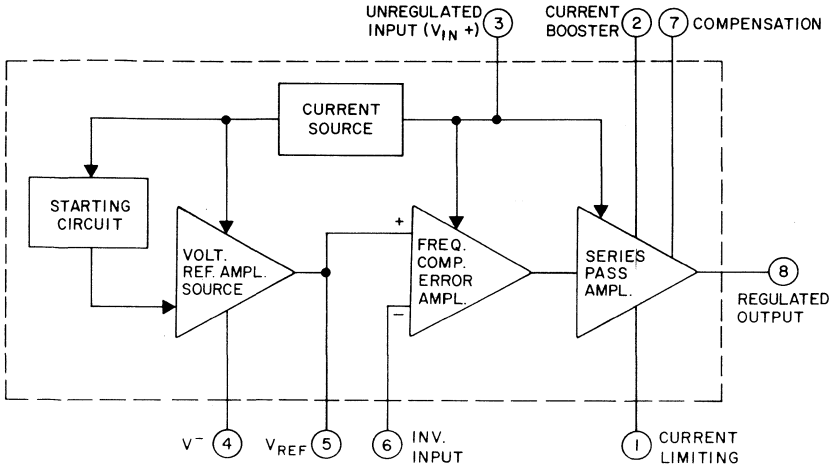 UNREGULATED
INPUT (VIN +)
3
CURRENT
BOOSTER
2
7
COMPENSATION
CURRENT
SOURCE
STARTING
CIRCUIT
VOLT.
REF. AMPL.
SOURCE
+
−
FREQ.
COMP.
ERROR
AMPL.
SERIES
PASS
AMPL.
8
REGULATED
OUTPUT
V−
4
VREF
5
6
INV.
INPUT
1
CURRENT
LIMITING